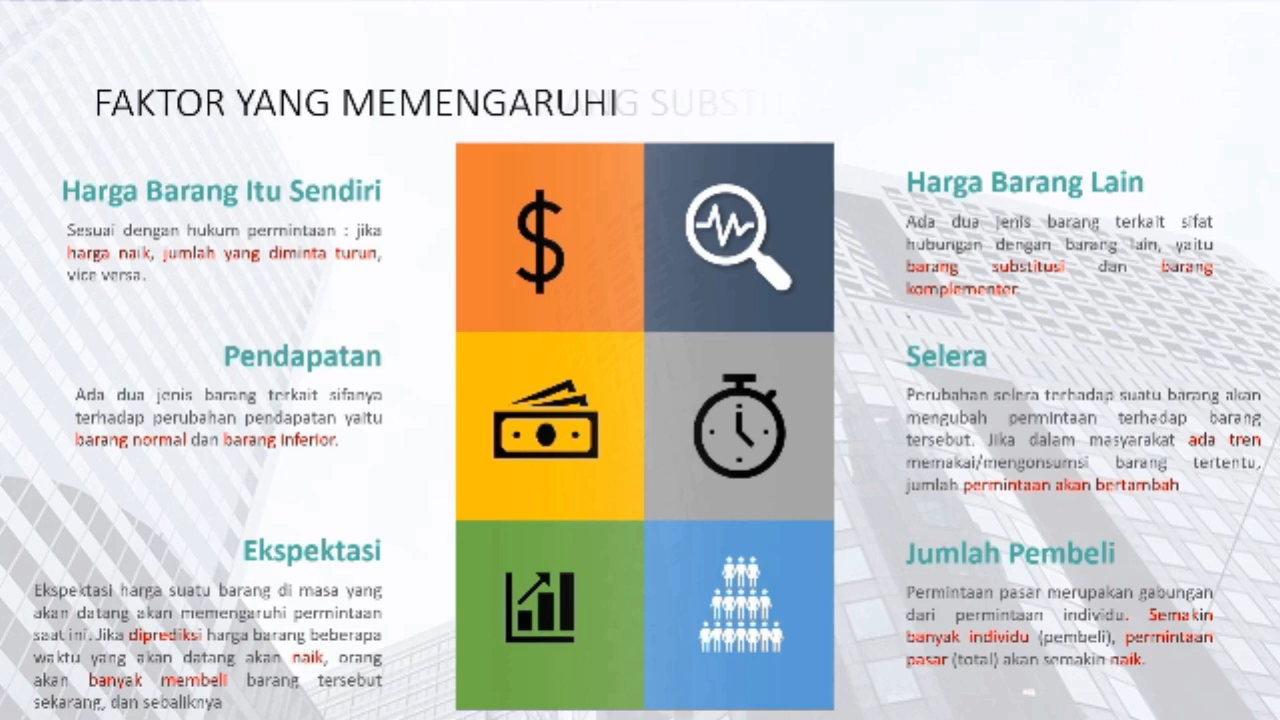 FAKTOR YANG MEMENGARUHI
Harga Barang Itu Sendiri
Sesuai dengan hukum permintaan : jika
harga naik, jumlah yang diminta turun,
vice versa.
Pendapatan
Ada dua jenis barang terkait sifanya
terhadap perubahan pendapatan yaitu
barang normal dan barang inferior.
Ekspektasi
Ekspektasi harga suatu barang di masa yang
akan datang akan memengaruhi permintaan
saat ini. Jika diprediksi harga barang beberapa
waktu yang akan datang akan naik, orang
akan banyak membeli barang tersebut
sekarang, dan sebaliknya
Harga Barang Lain
Ada dua jenis barang terkait sifat
hubungan dengan barang lain, yaitu
barang substitusi dan barang
komplementer.
Selera
Perubahan selera terhadap suatu barang akan
mengubah permintaan terhadap barang
tersebut. Jika dalam masyarakat ada tren
memakai/mengonsumsi barang tertentu,
jumlah permintaan akan bertambah
Jumlah Pembeli
Permintaan pasar merupakan gabungan
dari permintaan individu. Semakin
banyak individu (pembeli), permintaan
pasar (total) akan semakin naik.